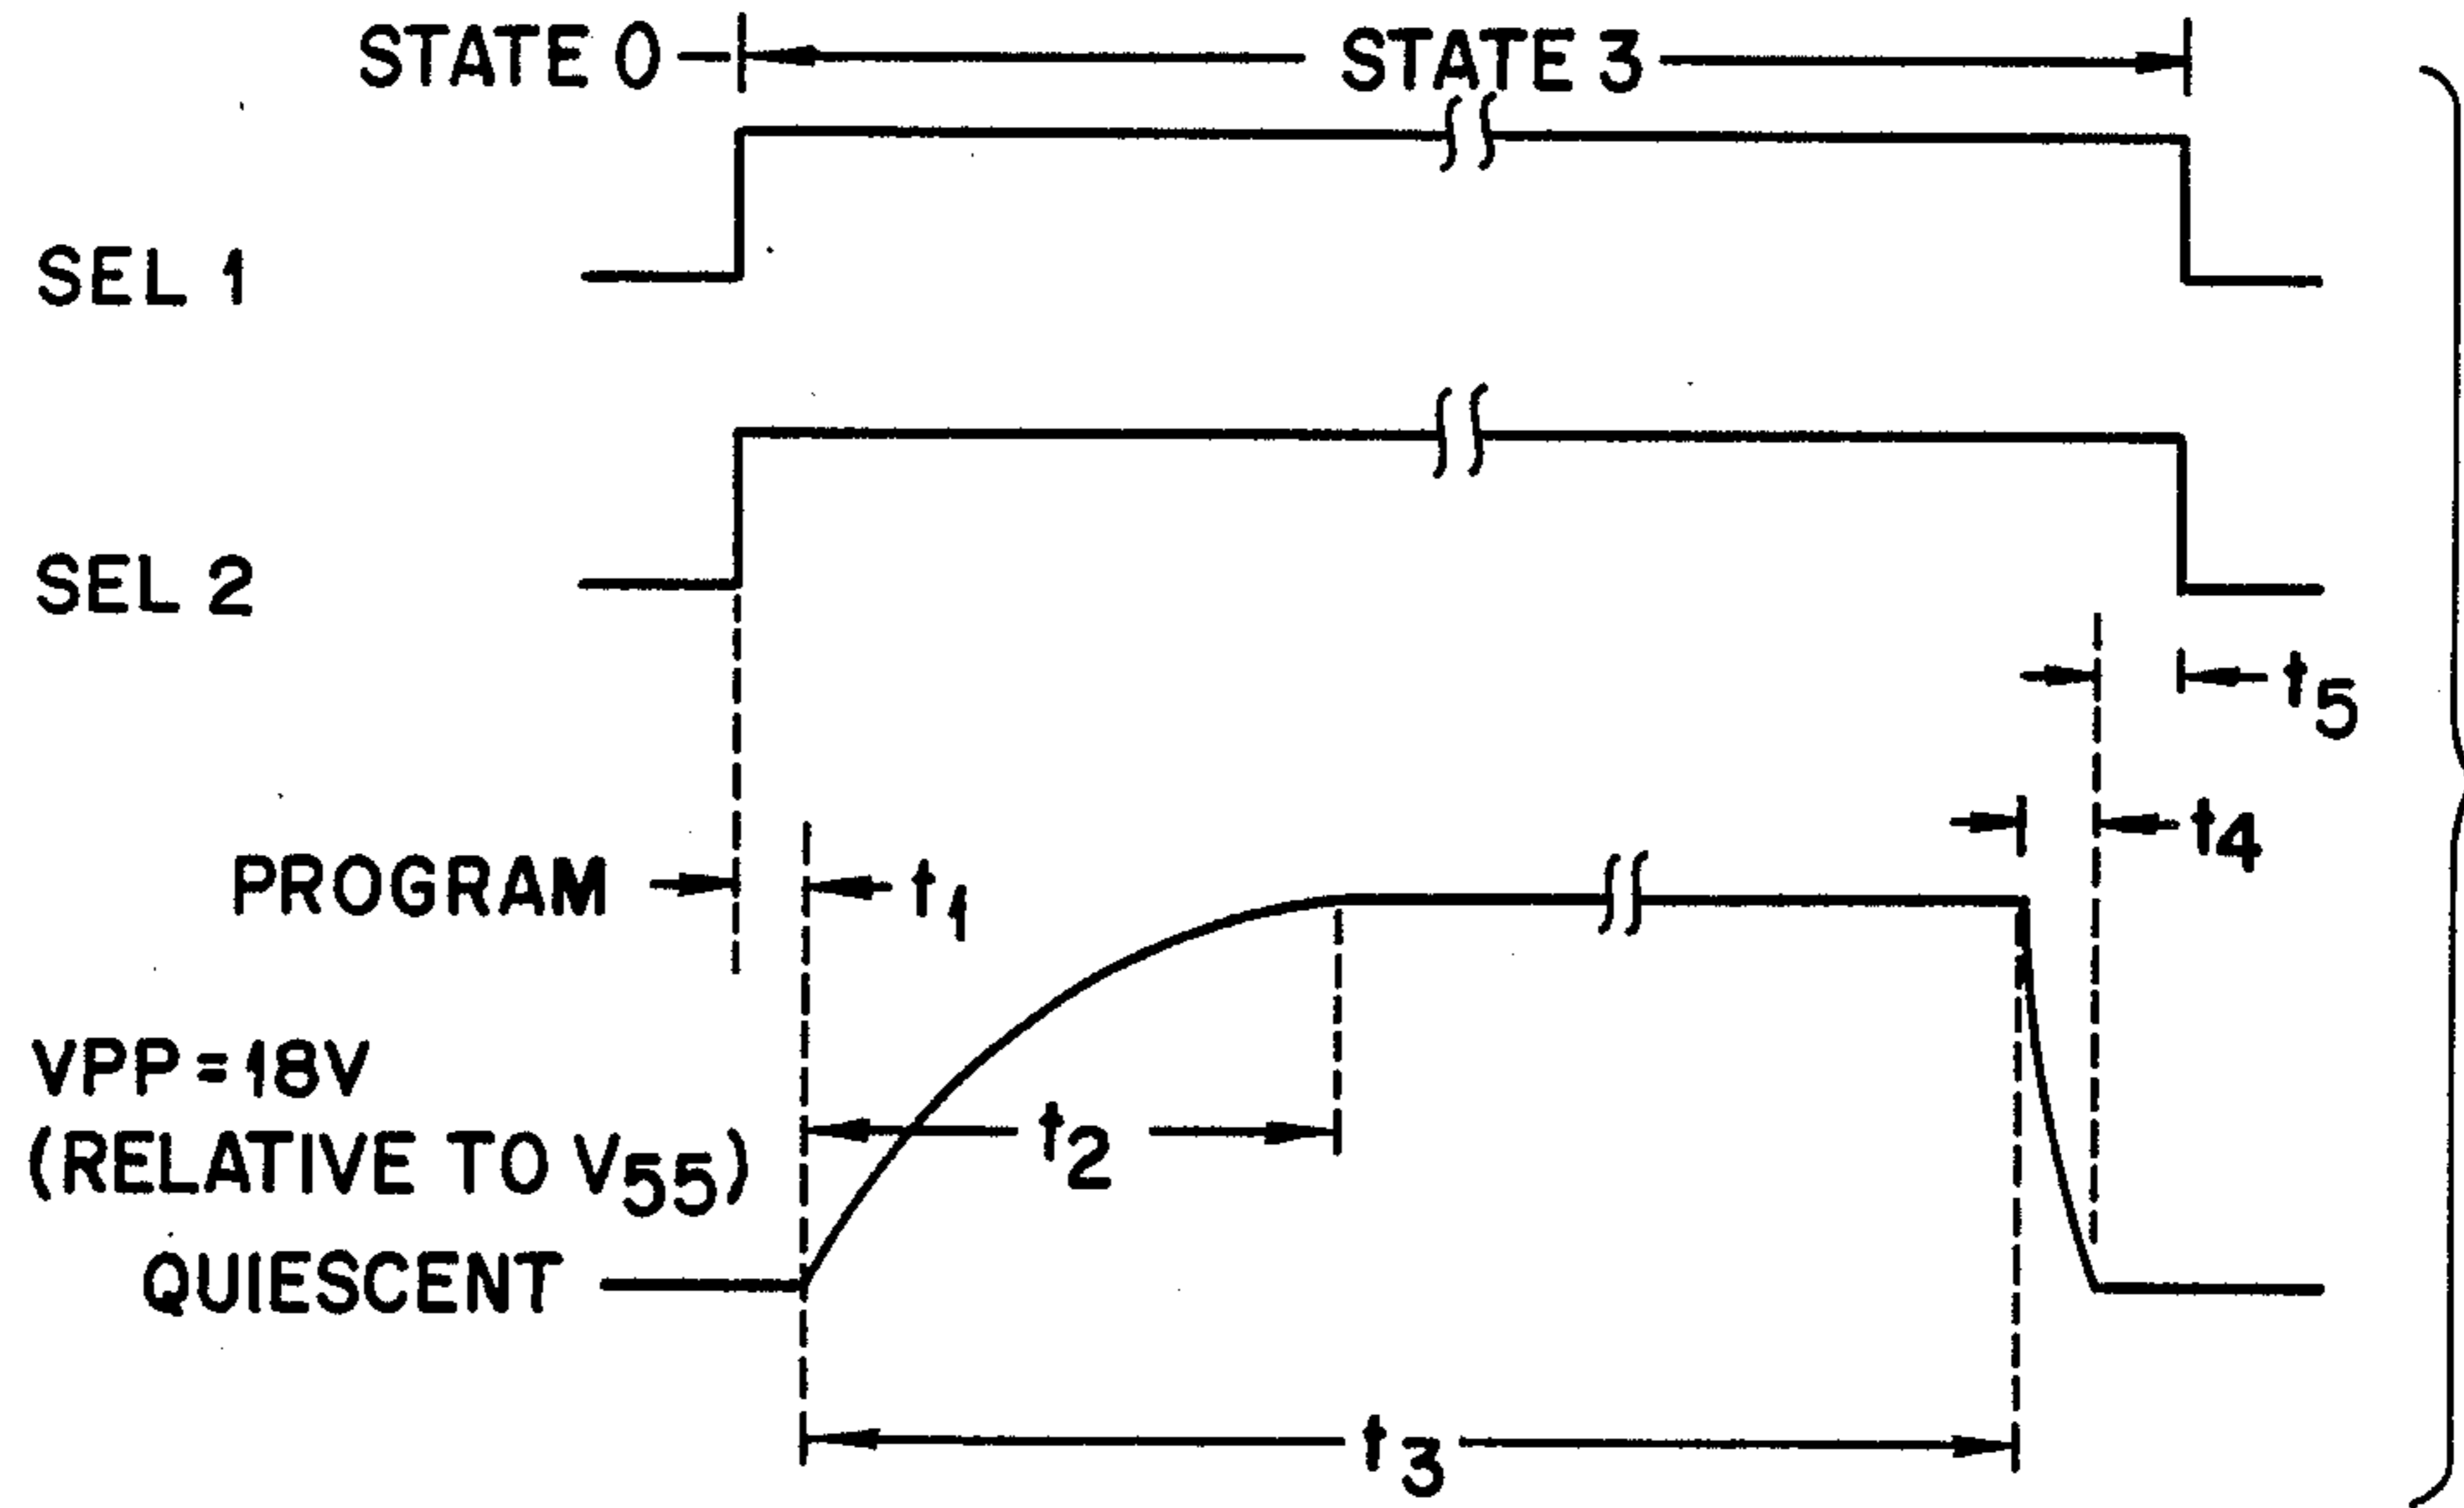 STATE 0 STATE 3
SEL 1
SEL 2
t5
t4
PROGRAM t1
VPP=18V
(RELATIVE TO V55) t2
QUIESCENT
t3